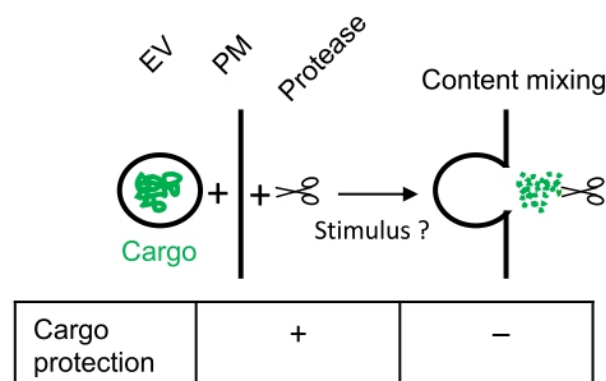 EV
PM
Protease
Content mixing
+
+
Stimulus ?
Cargo
Cargo + –
protection